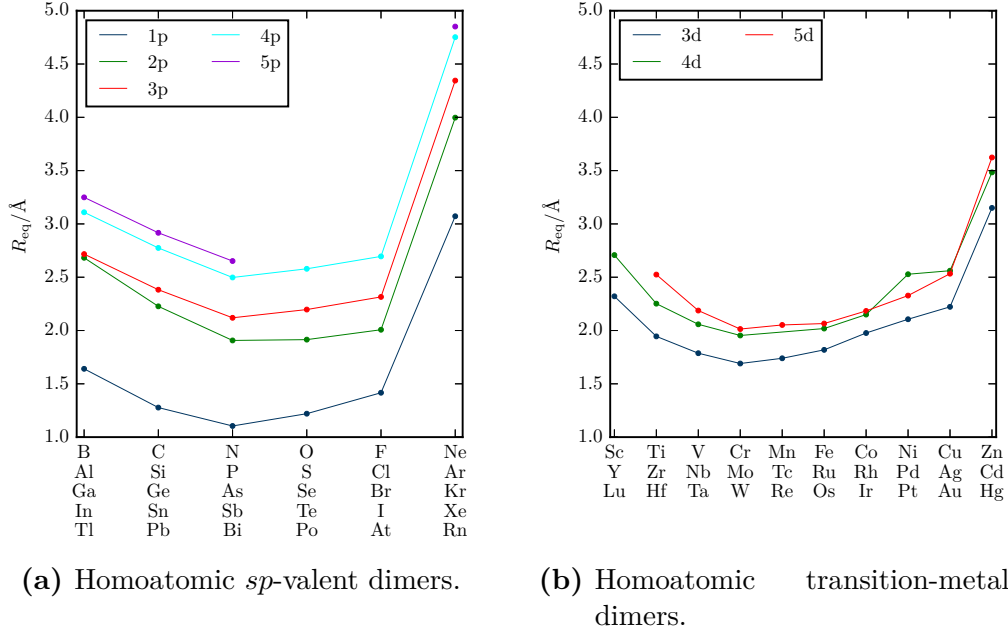 5.0
4.5
4.0
3.5
3.0
2.5
2.0
1.5
1.0
R_eq/Å
1p 4p
2p 5p
3p
B C N O F Ne
Al Si P S Cl Ar
Ga Ge As Se Br Kr
In Sn Sb Te I Xe
Tl Pb Bi Po At Rn
(a) Homoatomic sp-valent dimers.
5.0
4.5
4.0
3.5
3.0
2.5
2.0
1.5
1.0
R_eq/Å
3d 5d
4d
Sc Ti V Cr Mn Fe Co Ni Cu Zn
Y Zr Nb Mo Tc Ru Rh Pd Ag Cd
Lu Hf Ta W Re Os Ir Pt Au Hg
(b) Homoatomic transition-metal
dimers.